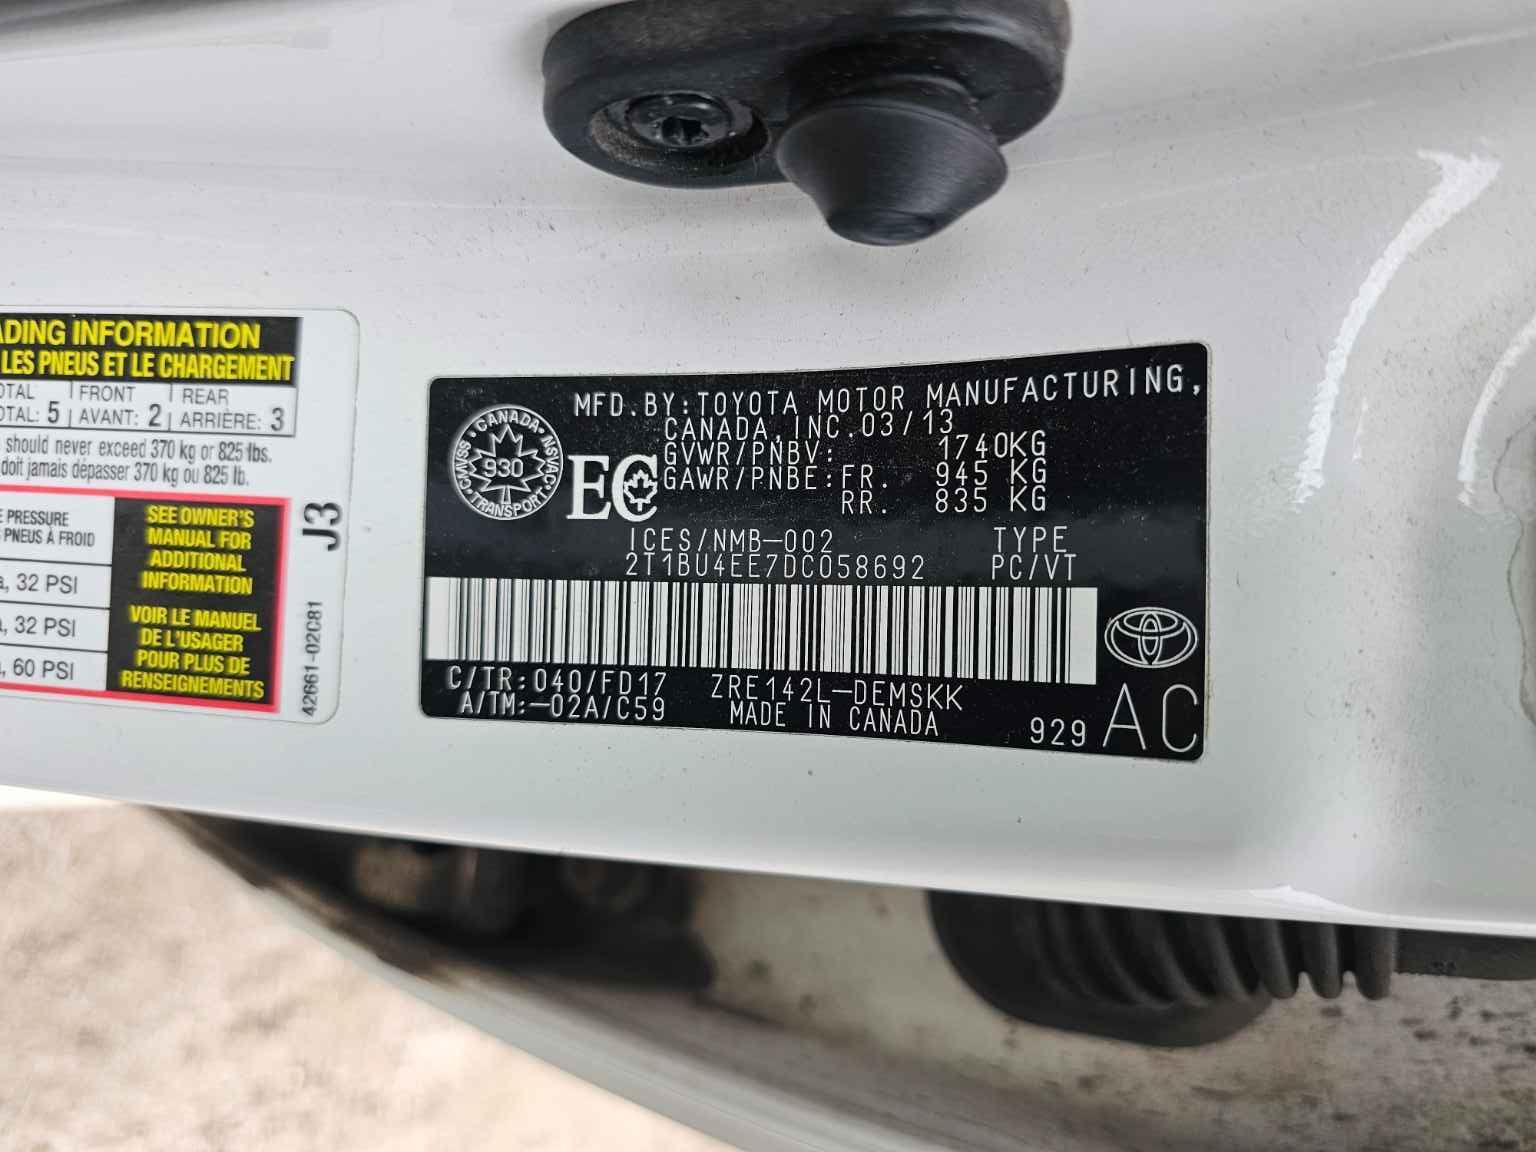 ADING INFORMATION
LES PNEUS ET LE CHARGEMENT
OTAL | FRONT | REAR
OTAL: 5 | AVANT: 2 | ARRIÈRE: 3
should never exceed 370 kg or 825 lbs.
doit jamais dépasser 370 kg ou 825 lb.
E PRESSURE
PNEUS À FROID
, 32 PSI
, 32 PSI
, 60 PSI
SEE OWNER'S
MANUAL FOR
ADDITIONAL
INFORMATION
VOIR LE MANUEL
DE L'USAGER
POUR PLUS DE
RENSEIGNEMENTS
J3
42661-02C81
CANADA
CMVSS 930 NSVAC
TRANSPORT
EC
MFD.BY:TOYOTA MOTOR MANUFACTURING,
CANADA,INC.03/13
GVWR/PNBV: 1740KG
GAWR/PNBE:FR. 945 KG
RR. 835 KG
ICES/NMB-002 TYPE
2T1BU4EE7DC058692 PC/VT
C/TR:040/FD17 ZRE142L-DEMSKK
A/TM:-02A/C59 MADE IN CANADA
929 AC